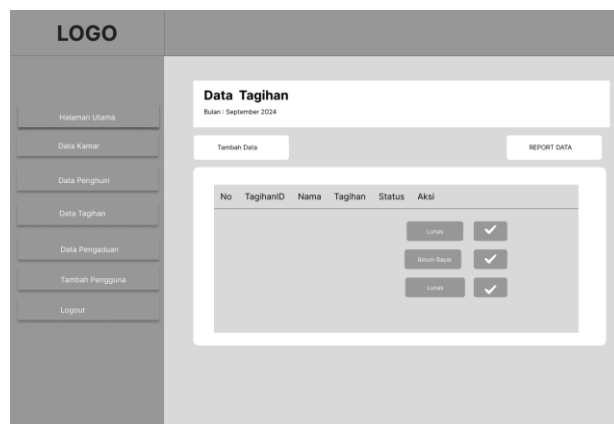 LOGO
Halaman Utama
Data Kamar
Data Penghuni
Data Tagihan
Data Pengaduan
Tambah Pengguna
Logout
Data Tagihan
Bulan : September 2024
Tambah Data
REPORT DATA
No TagihanID Nama Tagihan Status Aksi
Lunas
Belum Bayar
Lunas